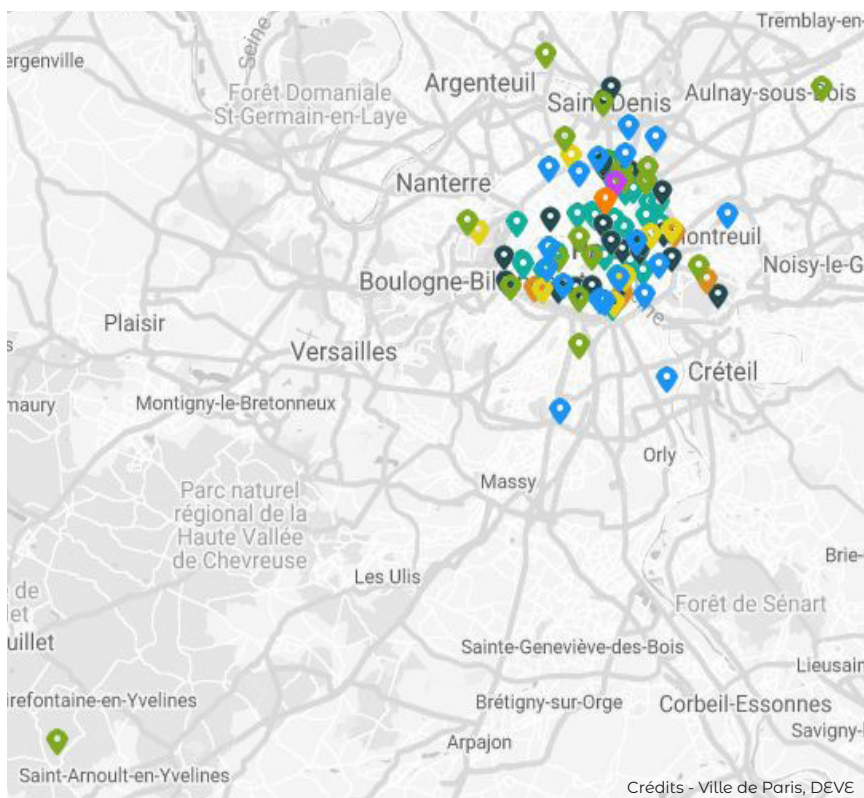 Tremblay-en-
ergenville
Seine
Argenteuil
Forêt Domaniale
St-Germain-en-Laye
Saint-Denis
Aulnay-sous-Bois
Nanterre
Montreuil
Noisy-le-G
Boulogne-Bil
Plaisir
Versailles
Créteil
maury
Montigny-le-Bretonneux
Orly
Massy
Parc naturel
régional de la
Haute Vallée
de Chevreuse
Brie-
Les Ulis
de
et
Forêt de Sénart
uillet
Sainte-Geneviève-des-Bois
Lieusain
irefontaine-en-Yvelines
Brétigny-sur-Orge
Corbeil-Essonnes
Savigny-
Arpajon
Saint-Arnoult-en-Yvelines
Crédits - Ville de Paris, DEVE